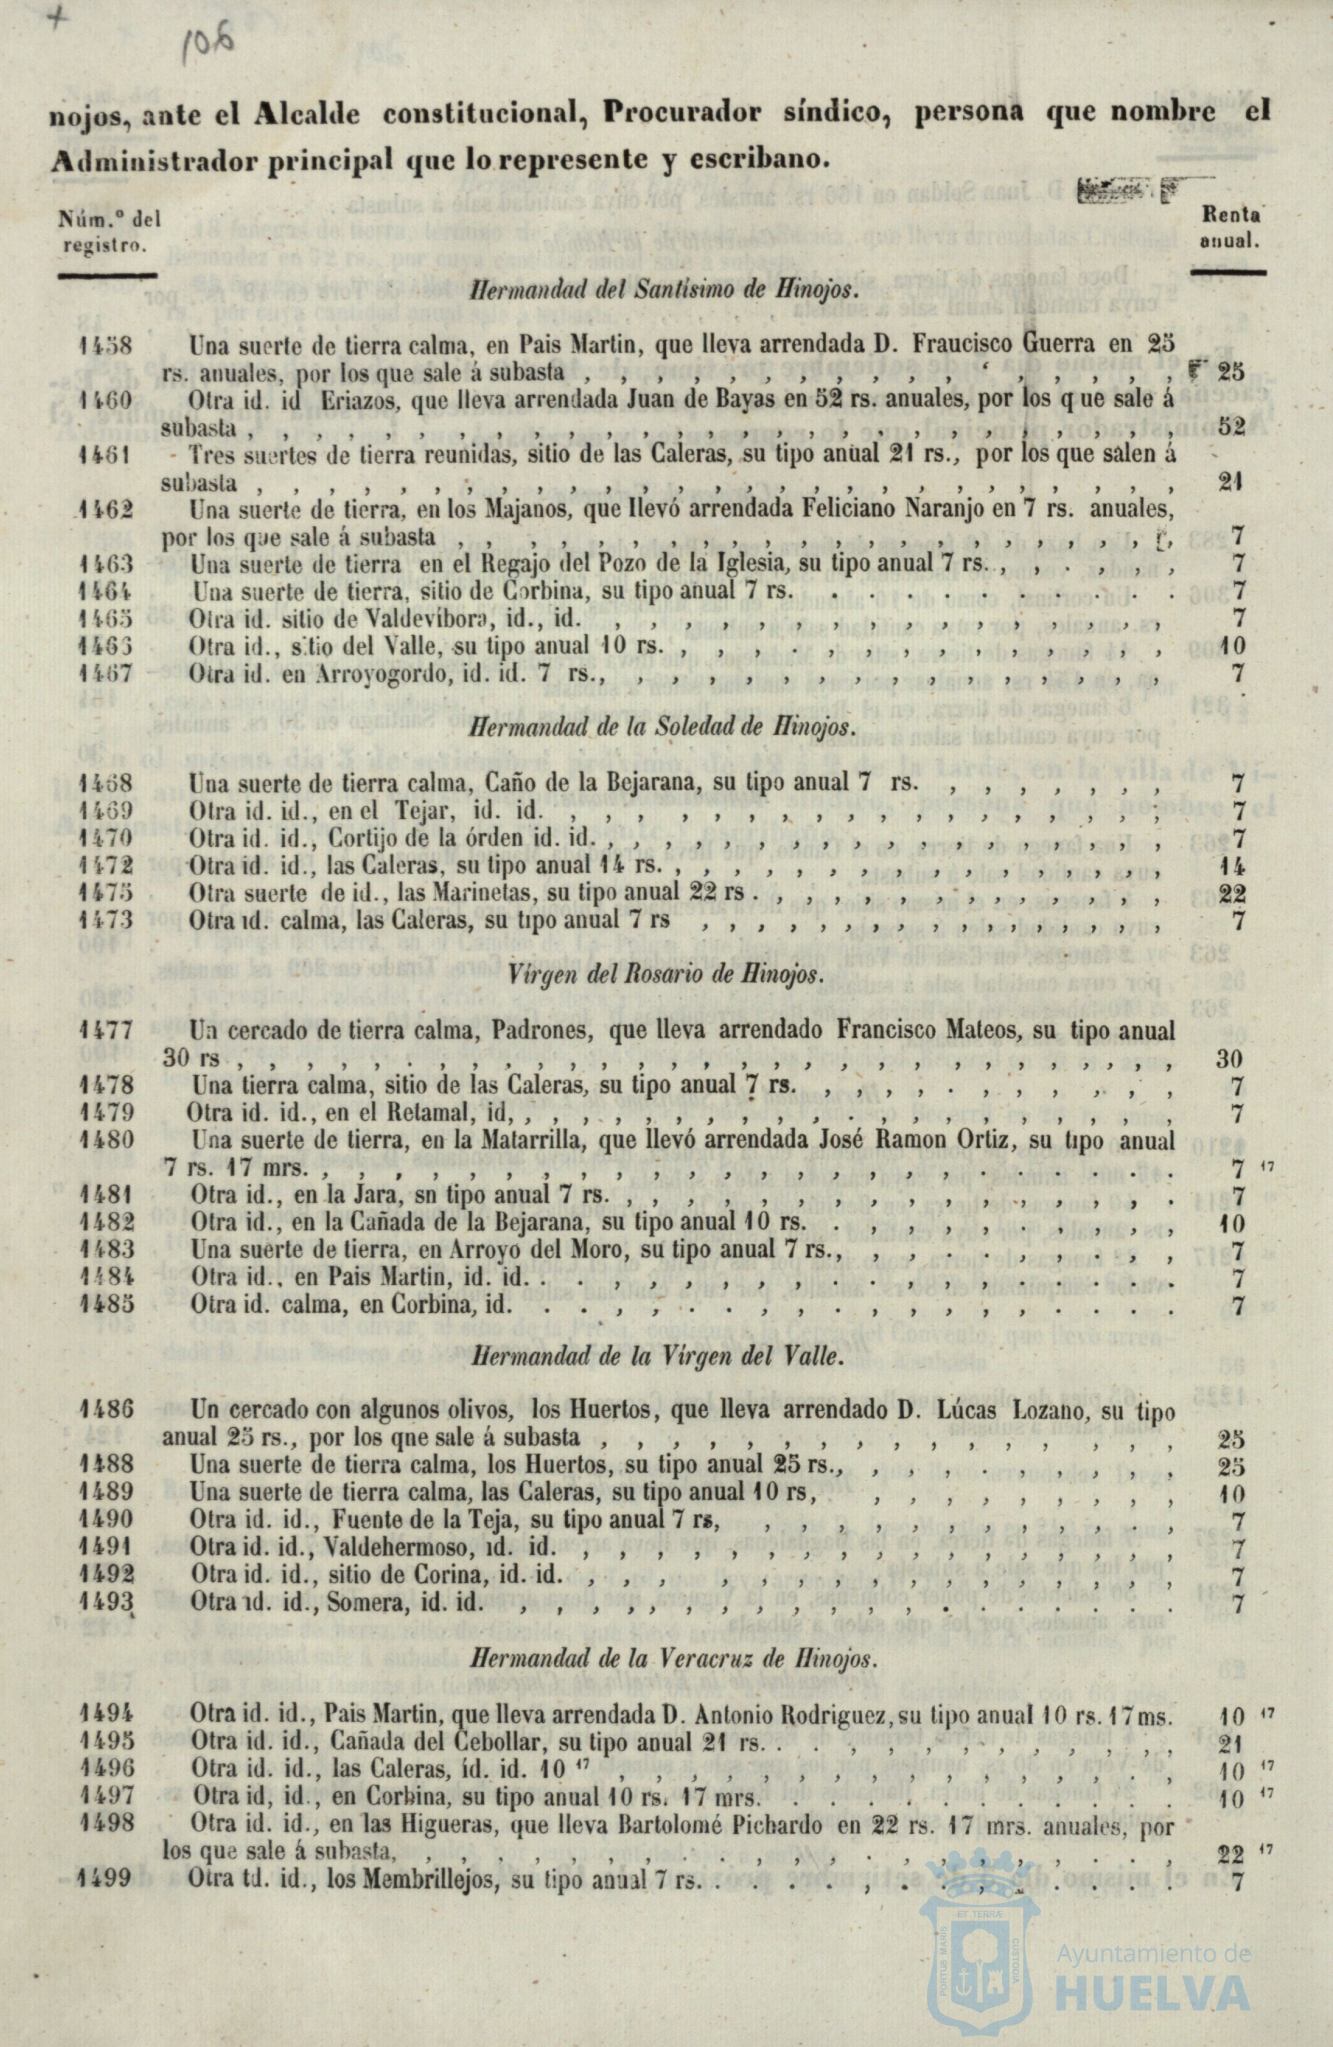 106
nojos, ante el Alcalde constitucional, Procurador síndico, persona que nombre el
Administrador principal que lo represente y escribano.
Núm.º del registro.
Renta anual.
Hermandad del Santísimo de Hinojos.
1458 Una suerte de tierra calma, en Pais Martin, que lleva arrendada D. Fraucisco Guerra en 25
rs. anuales, por los que sale á subasta , , , , , , , , , , , , , , , , , 25
1460 Otra id. id Eriazos, que lleva arrendada Juan de Bayas en 52 rs. anuales, por los que sale á
subasta , , , , , , , , , , , , , , , , , , , , , , , , , , 52
1461 Tres suertes de tierra reunidas, sitio de las Caleras, su tipo anual 21 rs., por los que salen á
subasta , , , , , , , , , , , , , , , , , , , , , , , , , , 21
1462 Una suerte de tierra, en los Majanos, que llevó arrendada Feliciano Naranjo en 7 rs. anuales,
por los que sale á subasta , , , , , , , , , , , , , , , , , , , , 7
1463 Una suerte de tierra en el Regajo del Pozo de la Iglesia, su tipo anual 7 rs. , , . , , , 7
1464 Una suerte de tierra, sitio de Corbina, su tipo anual 7 rs. . . . . . . . . . . 7
1465 Otra id. sitio de Valdevibora, id., id. , , , , , , , , , , , , , , , , 7
1466 Otra id., sitio del Valle, su tipo anual 10 rs. , , , . , , , , , , , , , , 10
1467 Otra id. en Arroyogordo, id. id. 7 rs., , , , , , , , , , , , , , , , 7
Hermandad de la Soledad de Hinojos.
1468 Una suerte de tierra calma, Caño de la Bejarana, su tipo anual 7 rs. , , , , , , , 7
1469 Otra id. id., en el Tejar, id. id. , , , , , , , , , , , , , , , , , ; 7
1470 Otra id. id., Cortijo de la órden id. id. , , , , , , , , , , , , , , , , 7
1472 Otra id. id., las Caleras, su tipo anual 14 rs. , , , , , , , , , , , , , , 14
1475 Otra suerte de id., las Marinetas, su tipo anual 22 rs . , , , , , , , , , , , , 22
1473 Otra id. calma, las Caleras, su tipo anual 7 rs , , , , , , , , , , , , , , , 7
Vírgen del Rosario de Hinojos.
1477 Un cercado de tierra calma, Padrones, que lleva arrendado Francisco Mateos, su tipo anual
30 rs , , , , , . , , , , , , , , , , , , , , , , , , , , , 30
1478 Una tierra calma, sitio de las Caleras, su tipo anual 7 rs. , , , , . , , , , , , 7
1479 Otra id. id., en el Retamal, id, , , , , , , , , , . , , , , , , , , , 7
1480 Una suerte de tierra, en la Matarrilla, que llevó arrendada José Ramon Ortiz, su tipo anual
7 rs. 17 mrs. , , , , , , , , , , , , , , , , , , . . . . . . 7 17
1481 Otra id., en la Jara, sn tipo anual 7 rs. , , , , , , , , , , , , , , , . 7
1482 Otra id., en la Cañada de la Bejarana, su tipo anual 10 rs. . , , , , . , , , , 10
1483 Una suerte de tierra, en Arroyo del Moro, su tipo anual 7 rs., , , . , , . , , , 7
1484 Otra id., en Pais Martin, id. id. . . , , , , , , . . , , , . . . . . 7
1485 Otra id. calma, en Corbina, id. . . , , . . , , , . , , , . . . . . 7
Hermandad de la Vírgen del Valle.
1486 Un cercado con algunos olivos, los Huertos, que lleva arrendado D. Lúcas Lozano, su tipo
anual 25 rs., por los qne sale á subasta , , , , , , , , , , , , , , , , 25
1488 Una suerte de tierra calma, los Huertos, su tipo anual 25 rs., , , , . , , , , , 25
1489 Una suerte de tierra calma, las Caleras, su tipo anual 10 rs, , , , , , , , , , 10
1490 Otra id. id., Fuente de la Teja, su tipo anual 7 rs, , , , , , , , , , , . , 7
1491 Otra id. id., Valdehermoso, id. id. , , , , , , , , , , , , , , , , , 7
1492 Otra id. id., sitio de Corina, id. id. , , , , , , , , , , , , , , , , 7
1493 Otra id. id., Somera, id. id. , , , , , , , , , , , , , . . . . . . 7
Hermandad de la Veracruz de Hinojos.
1494 Otra id. id., Pais Martin, que lleva arrendada D. Antonio Rodriguez, su tipo anual 10 rs. 17 ms. 10 17
1495 Otra id. id., Cañada del Cebollar, su tipo anual 21 rs. . . , , , , , , , , , 21
1496 Otra id. id., las Caleras, íd. id. 10 17 , , , , , , , , , , , , , , . , 10 17
1497 Otra id, id., en Corbina, su tipo anual 10 rs. 17 mrs. . . . . . . . . . . . 10 17
1498 Otra id. id., en las Higueras, que lleva Bartolomé Pichardo en 22 rs. 17 mrs. anuales, por
los que sale á subasta, , , . , , , , , , , , , . , , , , , , . . , 22 17
1499 Otra td. id., los Membrillejos, su tipo anual 7 rs. . . . . , . . , . . . . . 7
ET TERRÆ
PORTUS MARIS
CUSTODIA
Ayuntamiento de
HUELVA